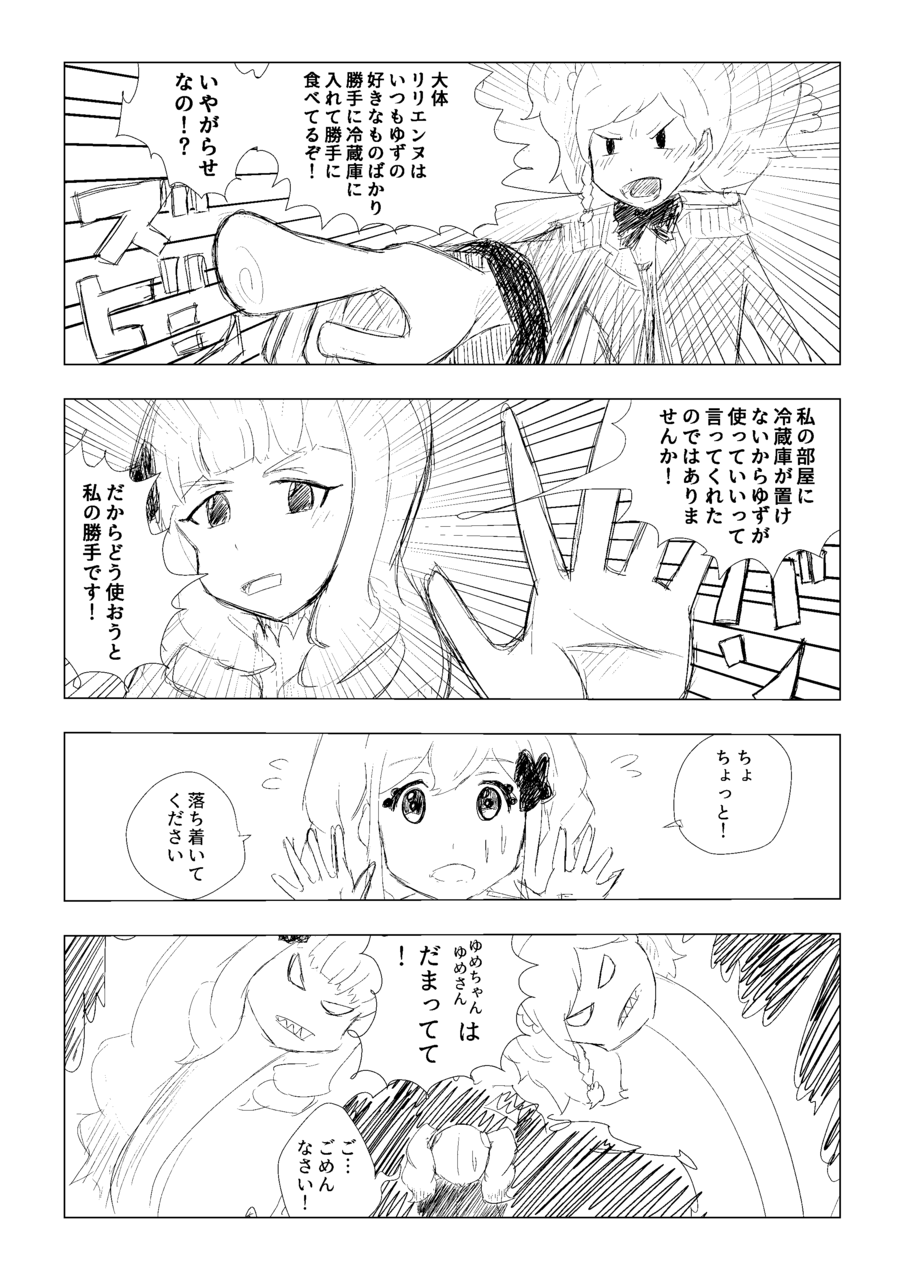 大体
リリエンヌは
いつもゆずの
好きなものばかり
勝手に冷蔵庫に
入れて勝手に
食べてるぞ！
いやがらせ
なの！？
ズビシ
私の部屋に
冷蔵庫が置け
ないからゆずが
使っていいって
言ってくれた
のではありま
せんか！
だからどう使おうと
私の勝手です！
ちょ
ちょっと！
落ち着いて
ください
ゆめちゃん
ゆめさん
は
だまってて
！
ご…
ごめん
なさい！